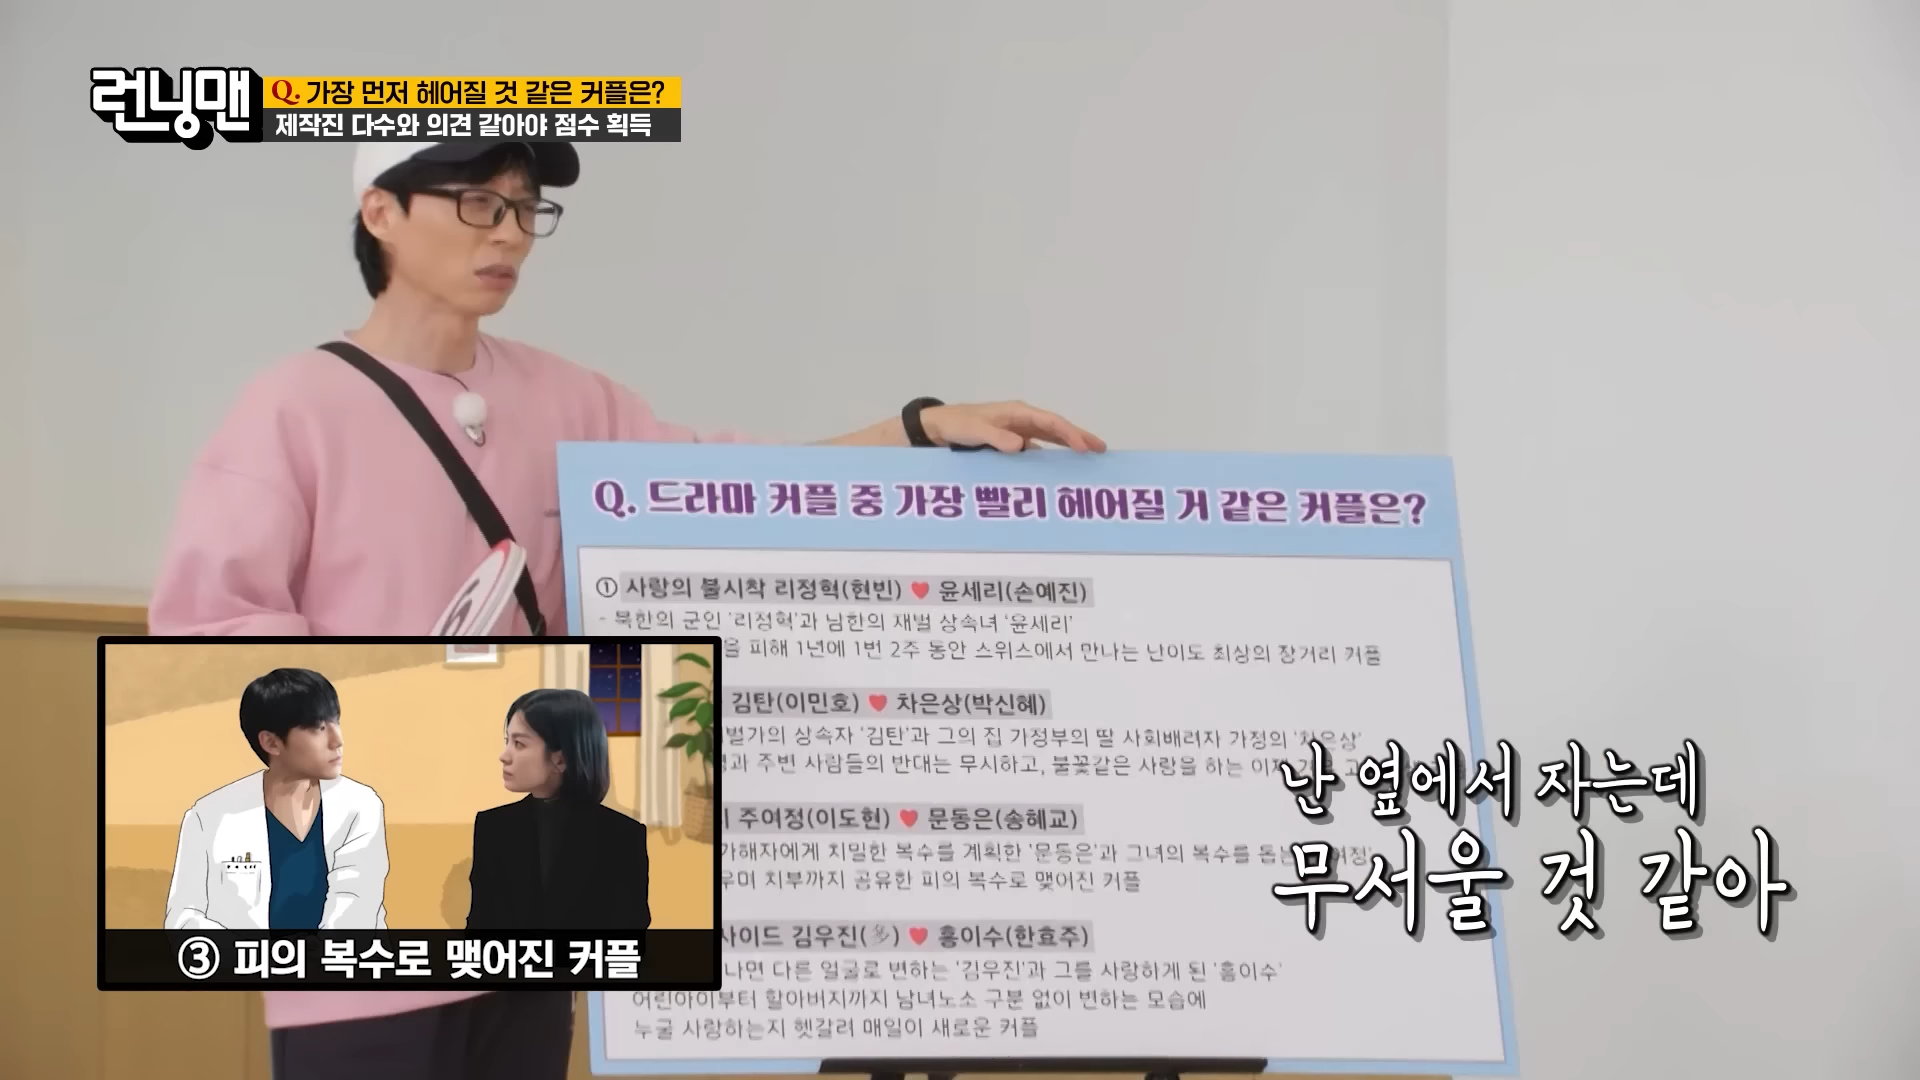 런닝맨
Q. 가장 먼저 헤어질 것 같은 커플은?
제작진 다수와 의견 같아야 점수 획득
Q. 드라마 커플 중 가장 빨리 헤어질 거 같은 커플은?
① 사랑의 불시착 리정혁(현빈) ♥ 윤세리(손예진)
- 북한의 군인 '리정혁'과 남한의 재벌 상속녀 '윤세리'
을 피해 1년에 1번 2주 동안 스위스에서 만나는 난이도 최상의 장거리 커플
김탄(이민호) ♥ 차은상(박신혜)
벌가의 상속자 '김탄'과 그의 집 가정부의 딸 사회배려자 가정의 '차은상'
과 주변 사람들의 반대는 무시하고, 불꽃같은 사랑을 하는 이제
주여정(이도현) ♥ 문동은(송혜교)
가해자에게 치밀한 복수를 계획한 '문동은'과 그녀의 복수를 돕는
우며 치부까지 공유한 피의 복수로 맺어진 커플
사이드 김우진(多) ♥ 홍이수(한효주)
나면 다른 얼굴로 변하는 '김우진'과 그를 사랑하게 된 '홍이수'
어린아이부터 할아버지까지 남녀노소 구분 없이 변하는 모습에
누굴 사랑하는지 헷갈려 매일이 새로운 커플
난 옆에서 자는데
무서울 것 같아
③ 피의 복수로 맺어진 커플